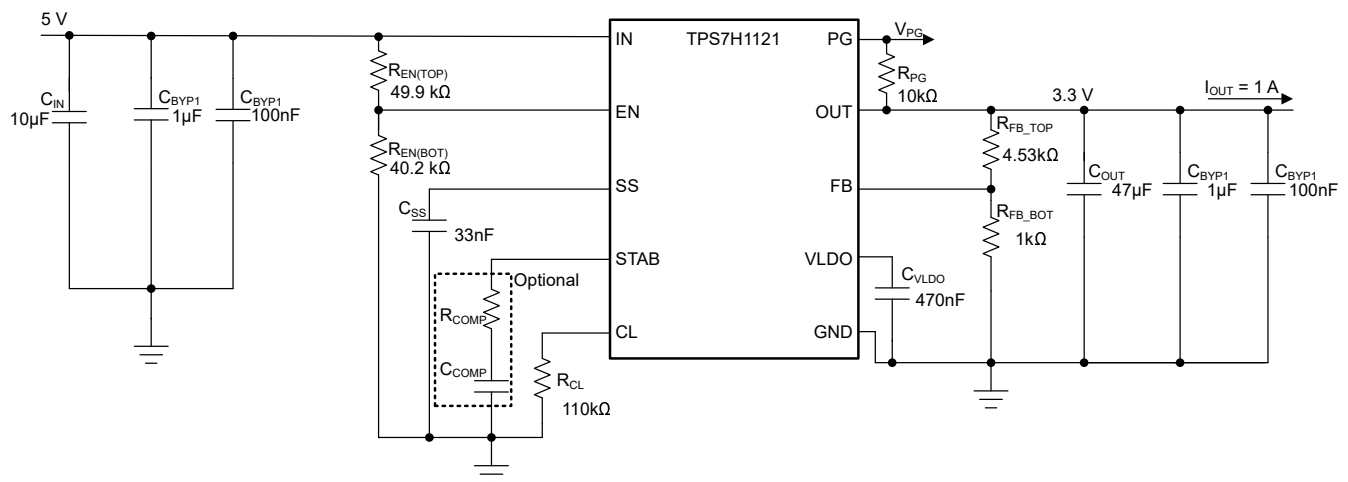 5 V
C_IN
10µF
C_BYP1
1µF
C_BYP1
100nF
R_EN(TOP)
49.9 kΩ
R_EN(BOT)
40.2 kΩ
C_SS
33nF
Optional
R_COMP
C_COMP
R_CL
110kΩ
TPS7H1121
IN
EN
SS
STAB
CL
PG
OUT
FB
VLDO
GND
V_PG
R_PG
10kΩ
3.3 V
I_OUT = 1 A
R_FB_TOP
4.53kΩ
R_FB_BOT
1kΩ
C_VLDO
470nF
C_OUT
47µF
C_BYP1
1µF
C_BYP1
100nF